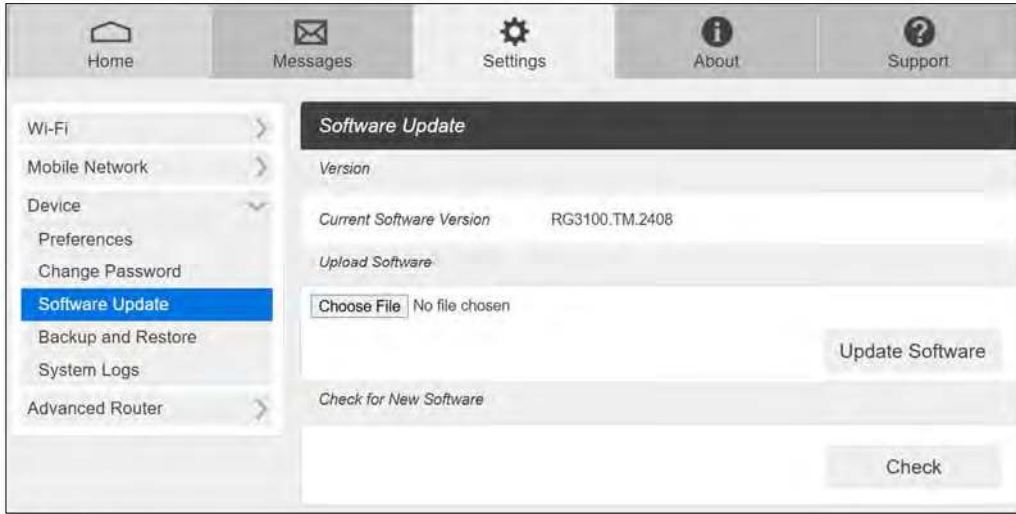 Home
Messages
Settings
About
Support
Wi-Fi
Mobile Network
Device
Preferences
Change Password
Software Update
Backup and Restore
System Logs
Advanced Router
Software Update
Version
Current Software Version RG3100.TM.2408
Upload Software
Choose File No file chosen
Update Software
Check for New Software
Check